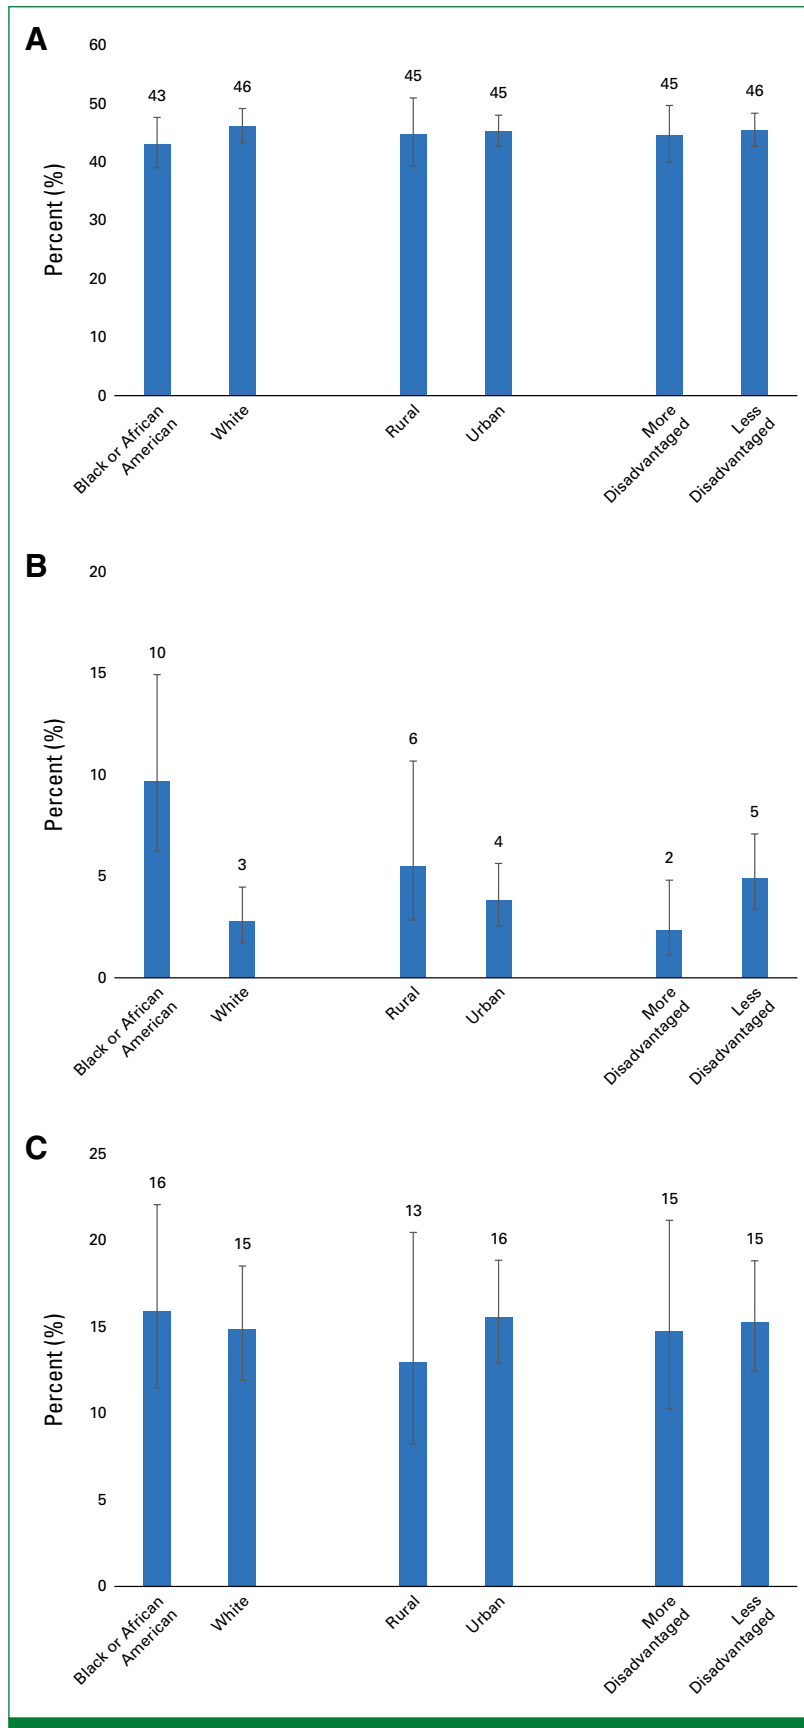 A
60
50
40
30
20
10
0
Percent (%)
43
46
45
45
45
46
Black or African
American
White
Rural
Urban
More
Disadvantaged
Less
Disadvantaged
B
20
15
10
5
0
Percent (%)
10
3
6
4
2
5
Black or African
American
White
Rural
Urban
More
Disadvantaged
Less
Disadvantaged
C
25
20
15
10
5
0
Percent (%)
16
15
13
16
15
15
Black or African
American
White
Rural
Urban
More
Disadvantaged
Less
Disadvantaged